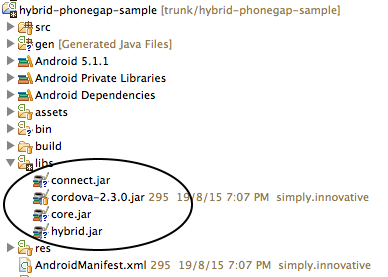 hybrid-phonegap-sample [trunk/hybrid-phonegap-sample]
src
gen [Generated Java Files]
Android 5.1.1
Android Private Libraries
Android Dependencies
assets
bin
build
libs
connect.jar
cordova-2.3.0.jar 295 19/8/15 7:07 PM simply.innovative
core.jar
hybrid.jar
res
AndroidManifest.xml 295 19/8/15 7:07 PM simply.innovative